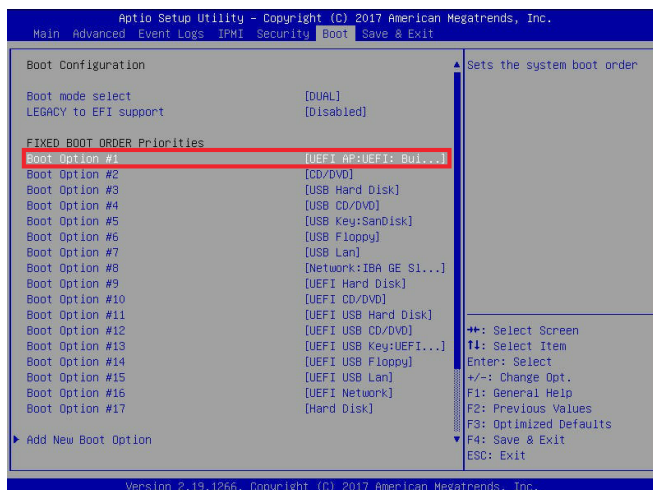 Aptio Setup Utility – Copyright (C) 2017 American Megatrends, Inc.
Main Advanced Event Logs IPMI Security Boot Save & Exit
Boot Configuration
Boot mode select [DUAL]
LEGACY to EFI support [Disabled]
FIXED BOOT ORDER Priorities
Boot Option #1 [UEFI AP:UEFI: Bui...]
Boot Option #2 [CD/DVD]
Boot Option #3 [USB Hard Disk]
Boot Option #4 [USB CD/DVD]
Boot Option #5 [USB Key:SanDisk]
Boot Option #6 [USB Floppy]
Boot Option #7 [USB Lan]
Boot Option #8 [Network:IBA GE Sl...]
Boot Option #9 [UEFI Hard Disk]
Boot Option #10 [UEFI CD/DVD]
Boot Option #11 [UEFI USB Hard Disk]
Boot Option #12 [UEFI USB CD/DVD]
Boot Option #13 [UEFI USB Key:UEFI...]
Boot Option #14 [UEFI USB Floppy]
Boot Option #15 [UEFI USB Lan]
Boot Option #16 [UEFI Network]
Boot Option #17 [Hard Disk]
Add New Boot Option
Sets the system boot order
→←: Select Screen
↑↓: Select Item
Enter: Select
+/-: Change Opt.
F1: General Help
F2: Previous Values
F3: Optimized Defaults
F4: Save & Exit
ESC: Exit
Version 2.19.1266. Copyright (C) 2017 American Megatrends, Inc.